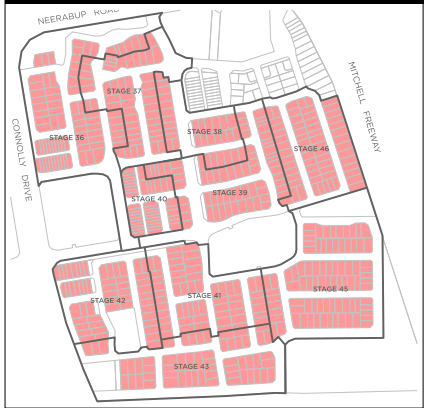 NEERABUP ROAD
MITCHELL FREEWAY
CONNOLLY DRIVE
STAGE 37
STAGE 36
STAGE 38
STAGE 46
STAGE 40
STAGE 39
STAGE 42
STAGE 41
STAGE 45
STAGE 43